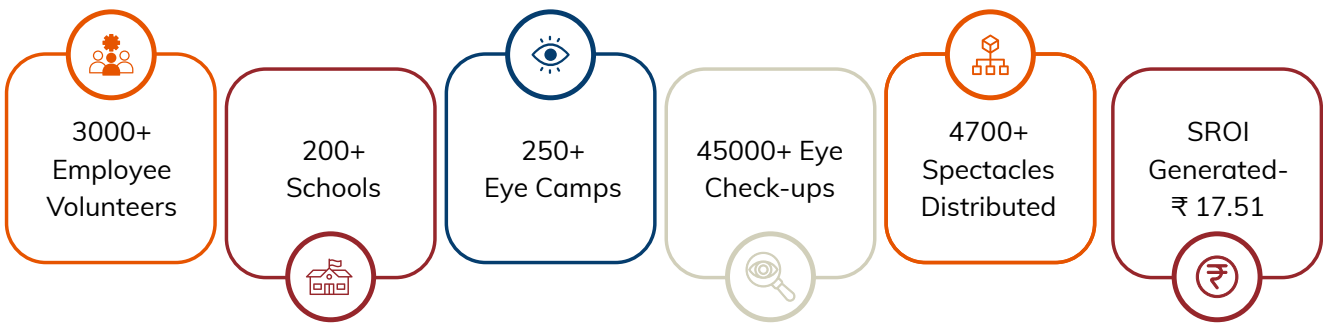 3000+
Employee
Volunteers
200+
Schools
250+
Eye Camps
45000+ Eye
Check-ups
4700+
Spectacles
Distributed
SROI
Generated-
₹ 17.51